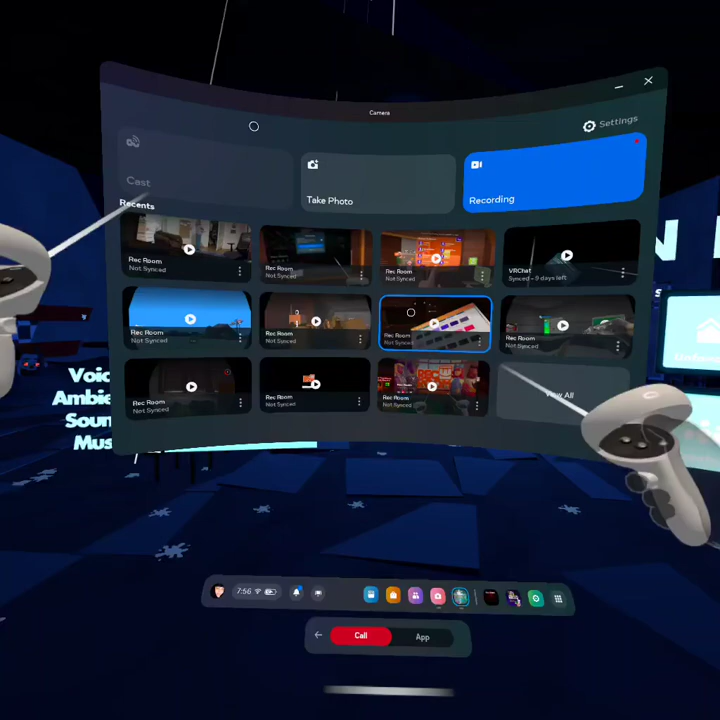 Camera
Settings
Cast
Take Photo
Recording
Recents
Rec Room
Not Synced
Rec Room
Not Synced
Rec Room
Not Synced
VRChat
Synced - 9 days left
Rec Room
Not Synced
Rec Room
Not Synced
Rec Room
Not Synced
Rec Room
Not Synced
Rec Room
Not Synced
Rec Room
Not Synced
Rec Room
Not Synced
View All
Voic
Ambie
Soun
Mus
7:56
Call
App